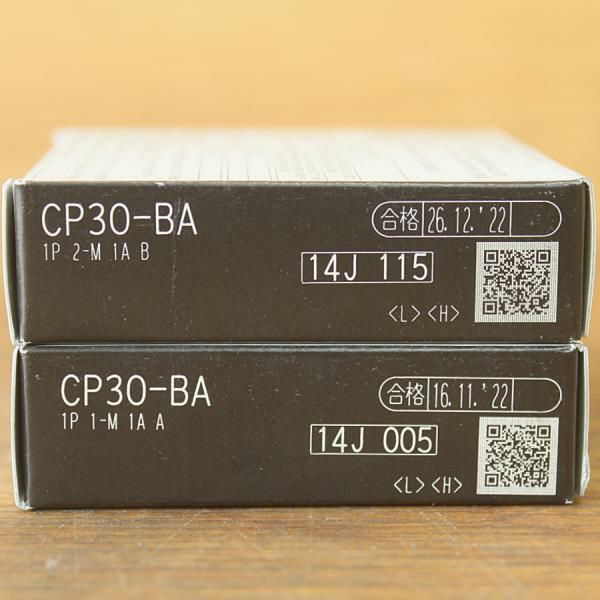 CP30-BA
1P 2-M 1A B
合格 26.12.'22
14J 115
<L> <H>
CP30-BA
1P 1-M 1A A
合格 16.11.'22
14J 005
<L> <H>